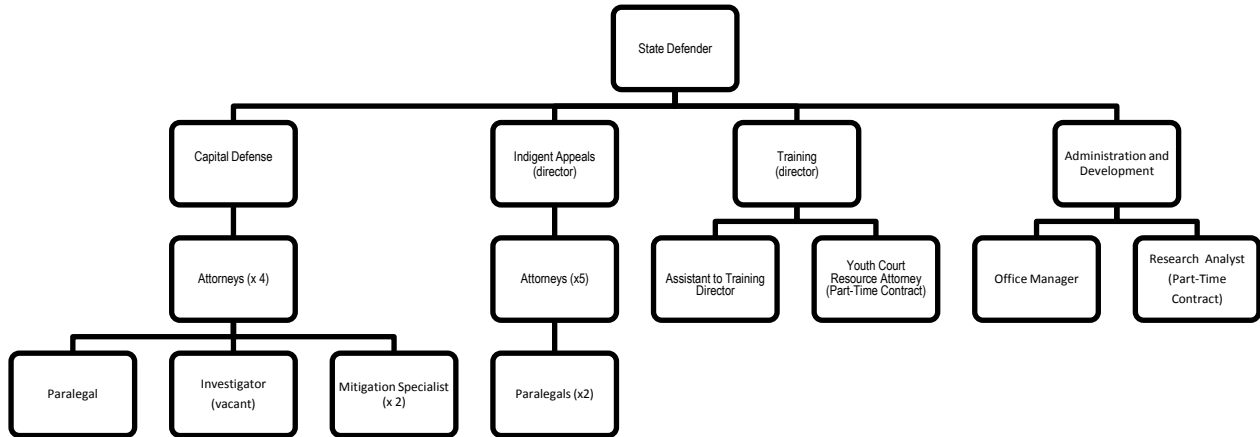 State Defender
Capital Defense
Indigent Appeals
(director)
Training
(director)
Administration and
Development
Attorneys (x 4)
Attorneys (x5)
Assistant to Training
Director
Youth Court
Resource Attorney
(Part-Time Contract)
Office Manager
Research Analyst
(Part-Time
Contract)
Paralegal
Investigator
(vacant)
Mitigation Specialist
(x 2)
Paralegals (x2)